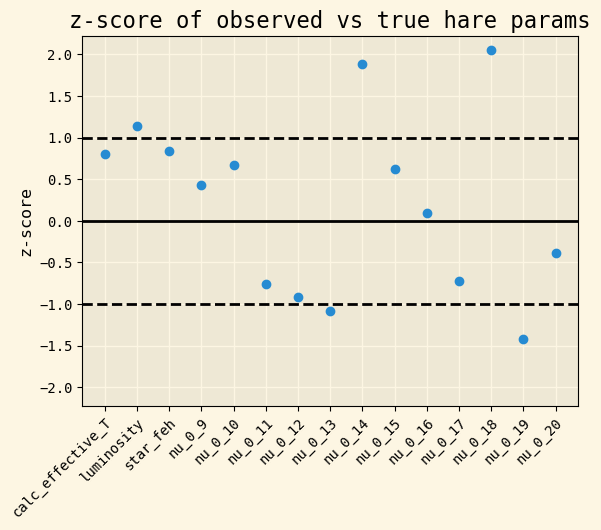 z-score of observed vs true hare params
z-score
2.0
1.5
1.0
0.5
0.0
−0.5
−1.0
−1.5
−2.0
calc_effective_T
luminosity
star_feh
nu_0_9
nu_0_10
nu_0_11
nu_0_12
nu_0_13
nu_0_14
nu_0_15
nu_0_16
nu_0_17
nu_0_18
nu_0_19
nu_0_20